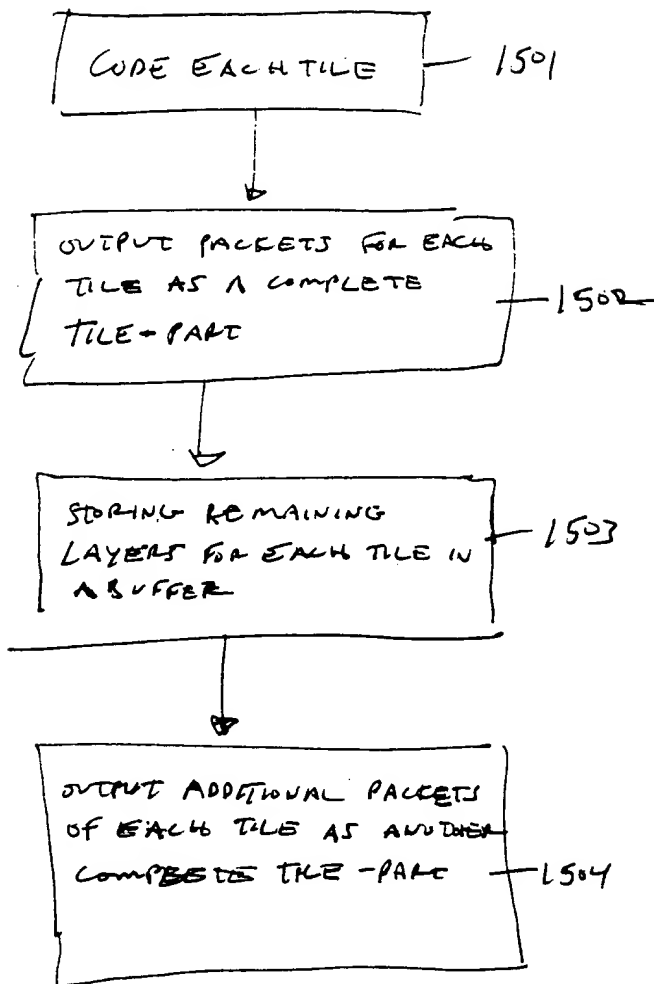 CODE EACH TILE
1501
OUTPUT PACKETS FOR EACH
TILE AS A COMPLETE
TILE-PART
1502
STORING REMAINING
LAYERS FOR EACH TILE IN
A BUFFER
1503
OUTPUT ADDITIONAL PACKETS
OF EACH TILE AS ANOTHER
COMPLETE TILE-PART
1504